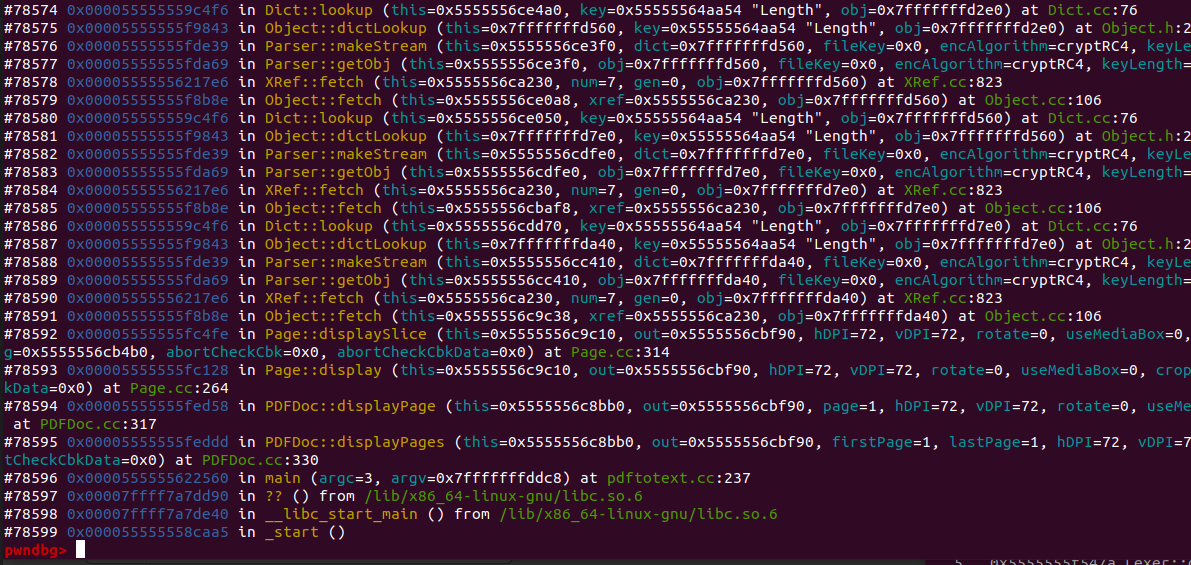 #78574 0x000055555559c4f6 in Dict::lookup (this=0x5555556ce4a0, key=0x55555564aa54 "Length", obj=0x7fffffffd2e0) at Dict.cc:76
#78575 0x00005555555f9843 in Object::dictLookup (this=0x7fffffffd560, key=0x55555564aa54 "Length", obj=0x7fffffffd2e0) at Object.h:2
#78576 0x00005555555fde39 in Parser::makeStream (this=0x5555556ce3f0, dict=0x7fffffffd560, fileKey=0x0, encAlgorithm=cryptRC4, keyLe
#78577 0x00005555555fda69 in Parser::getObj (this=0x5555556ce3f0, obj=0x7fffffffd560, fileKey=0x0, encAlgorithm=cryptRC4, keyLength=
#78578 0x00005555556217e6 in XRef::fetch (this=0x5555556ca230, num=7, gen=0, obj=0x7fffffffd560) at XRef.cc:823
#78579 0x00005555555f8b8e in Object::fetch (this=0x5555556ce0a8, xref=0x5555556ca230, obj=0x7fffffffd560) at Object.cc:106
#78580 0x000055555559c4f6 in Dict::lookup (this=0x5555556ce050, key=0x55555564aa54 "Length", obj=0x7fffffffd560) at Dict.cc:76
#78581 0x00005555555f9843 in Object::dictLookup (this=0x7fffffffd7e0, key=0x55555564aa54 "Length", obj=0x7fffffffd560) at Object.h:2
#78582 0x00005555555fde39 in Parser::makeStream (this=0x5555556cdfe0, dict=0x7fffffffd7e0, fileKey=0x0, encAlgorithm=cryptRC4, keyLe
#78583 0x00005555555fda69 in Parser::getObj (this=0x5555556cdfe0, obj=0x7fffffffd7e0, fileKey=0x0, encAlgorithm=cryptRC4, keyLength=
#78584 0x00005555556217e6 in XRef::fetch (this=0x5555556ca230, num=7, gen=0, obj=0x7fffffffd7e0) at XRef.cc:823
#78585 0x00005555555f8b8e in Object::fetch (this=0x5555556cbaf8, xref=0x5555556ca230, obj=0x7fffffffd7e0) at Object.cc:106
#78586 0x000055555559c4f6 in Dict::lookup (this=0x5555556cdd70, key=0x55555564aa54 "Length", obj=0x7fffffffd7e0) at Dict.cc:76
#78587 0x00005555555f9843 in Object::dictLookup (this=0x7fffffffda40, key=0x55555564aa54 "Length", obj=0x7fffffffd7e0) at Object.h:2
#78588 0x00005555555fde39 in Parser::makeStream (this=0x5555556cc410, dict=0x7fffffffda40, fileKey=0x0, encAlgorithm=cryptRC4, keyLe
#78589 0x00005555555fda69 in Parser::getObj (this=0x5555556cc410, obj=0x7fffffffda40, fileKey=0x0, encAlgorithm=cryptRC4, keyLength=
#78590 0x00005555556217e6 in XRef::fetch (this=0x5555556ca230, num=7, gen=0, obj=0x7fffffffda40) at XRef.cc:823
#78591 0x00005555555f8b8e in Object::fetch (this=0x5555556c9c38, xref=0x5555556ca230, obj=0x7fffffffda40) at Object.cc:106
#78592 0x00005555555fc4fe in Page::displaySlice (this=0x5555556c9c10, out=0x5555556cbf90, hDPI=72, vDPI=72, rotate=0, useMediaBox=0,
g=0x5555556cb4b0, abortCheckCbk=0x0, abortCheckCbkData=0x0) at Page.cc:314
#78593 0x00005555555fc128 in Page::display (this=0x5555556c9c10, out=0x5555556cbf90, hDPI=72, vDPI=72, rotate=0, useMediaBox=0, crop
kData=0x0) at Page.cc:264
#78594 0x00005555555fed58 in PDFDoc::displayPage (this=0x5555556c8bb0, out=0x5555556cbf90, page=1, hDPI=72, vDPI=72, rotate=0, useMe
at PDFDoc.cc:317
#78595 0x00005555555feddd in PDFDoc::displayPages (this=0x5555556c8bb0, out=0x5555556cbf90, firstPage=1, lastPage=1, hDPI=72, vDPI=7
tCheckCbkData=0x0) at PDFDoc.cc:330
#78596 0x0000555555622560 in main (argc=3, argv=0x7fffffffddc8) at pdftotext.cc:237
#78597 0x00007ffff7a7dd90 in ?? () from /lib/x86_64-linux-gnu/libc.so.6
#78598 0x00007ffff7a7de40 in __libc_start_main () from /lib/x86_64-linux-gnu/libc.so.6
#78599 0x000055555558caa5 in _start ()
pwndbg>